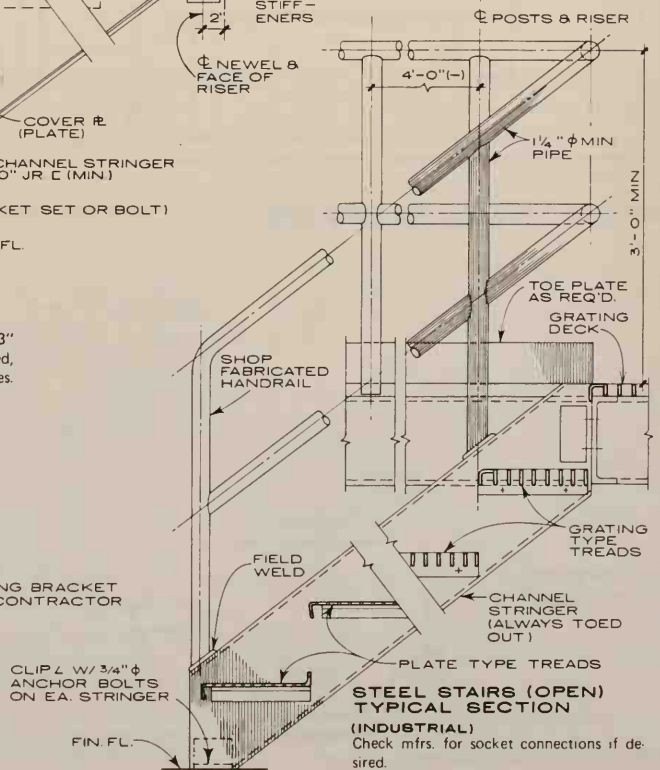 STIFF-
ENERS
2"
℄ NEWEL &
FACE OF
RISER
COVER ⅊
(PLATE)
CHANNEL STRINGER
0" JR [ (MIN.)
KET SET OR BOLT)
FL.
3"
ed,
es.
℄ POSTS & RISER
4'-0"(-)
1 1/4" φ MIN
PIPE
3'-0" MIN
TOE PLATE
AS REQ'D.
GRATING
DECK
SHOP
FABRICATED
HANDRAIL
GRATING
TYPE
TREADS
NG BRACKET
CONTRACTOR
FIELD
WELD
CHANNEL
STRINGER
(ALWAYS TOED
OUT)
CLIP ∠ W/ 3/4" φ
ANCHOR BOLTS
ON EA. STRINGER
PLATE TYPE TREADS
FIN. FL.
STEEL STAIRS (OPEN)
TYPICAL SECTION
(INDUSTRIAL)
Check mfrs. for socket connections if de-
sired.